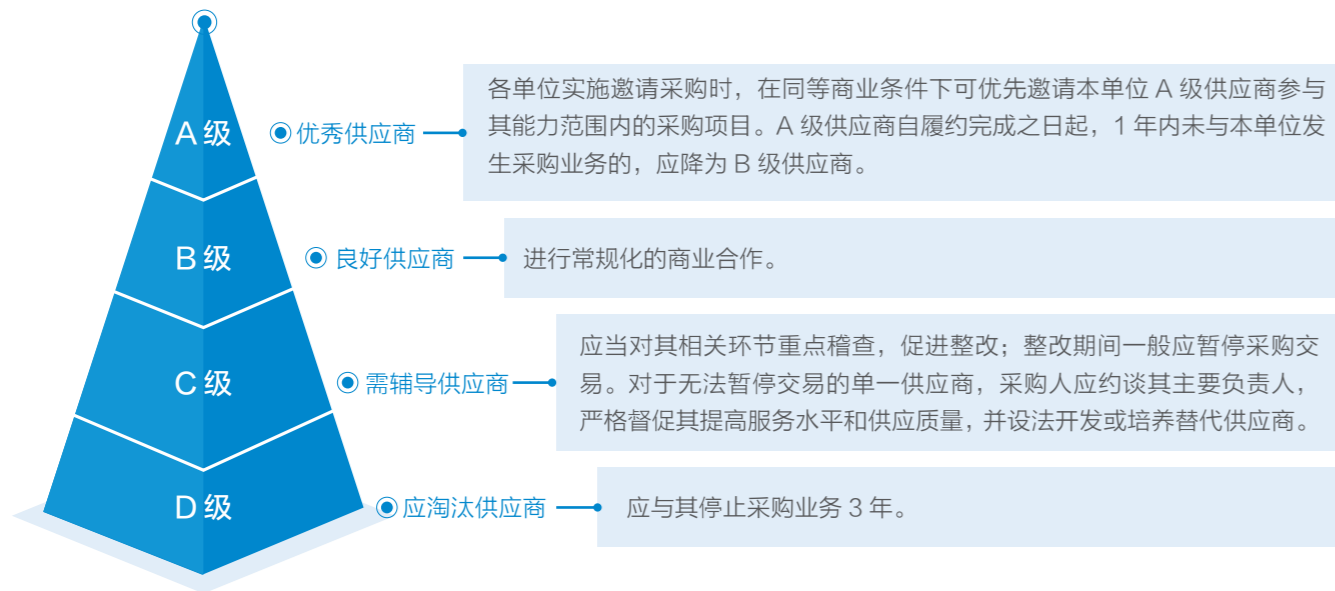 A 级
优秀供应商
各单位实施邀请采购时，在同等商业条件下可优先邀请本单位 A 级供应商参与
其能力范围内的采购项目。A 级供应商自履约完成之日起，1 年内未与本单位发
生采购业务的，应降为 B 级供应商。
B 级
良好供应商
进行常规化的商业合作。
C 级
需辅导供应商
应当对其相关环节重点稽查，促进整改；整改期间一般应暂停采购交
易。对于无法暂停交易的单一供应商，采购人应约谈其主要负责人，
严格督促其提高服务水平和供应质量，并设法开发或培养替代供应商。
D 级
应淘汰供应商
应与其停止采购业务 3 年。